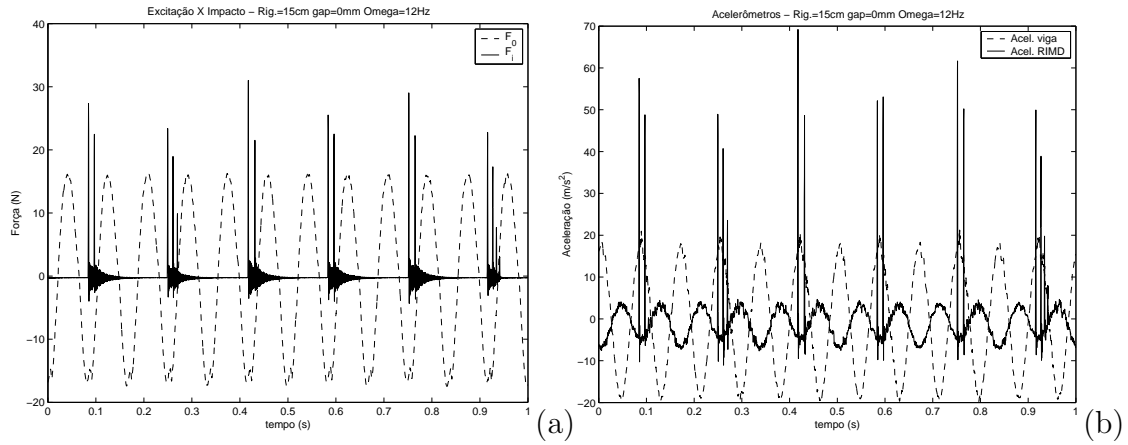 Excitação X Impacto − Rig.=15cm gap=0mm Omega=12Hz
40
30
20
10
0
−10
−20
Força (N)
F_0
F_i
0 0.1 0.2 0.3 0.4 0.5 0.6 0.7 0.8 0.9 1
tempo (s)
(a)
Acelerômetros − Rig.=15cm gap=0mm Omega=12Hz
70
60
50
40
30
20
10
0
−10
−20
Aceleração (m/s²)
Acel. viga
Acel. RIMD
0 0.1 0.2 0.3 0.4 0.5 0.6 0.7 0.8 0.9 1
tempo (s)
(b)